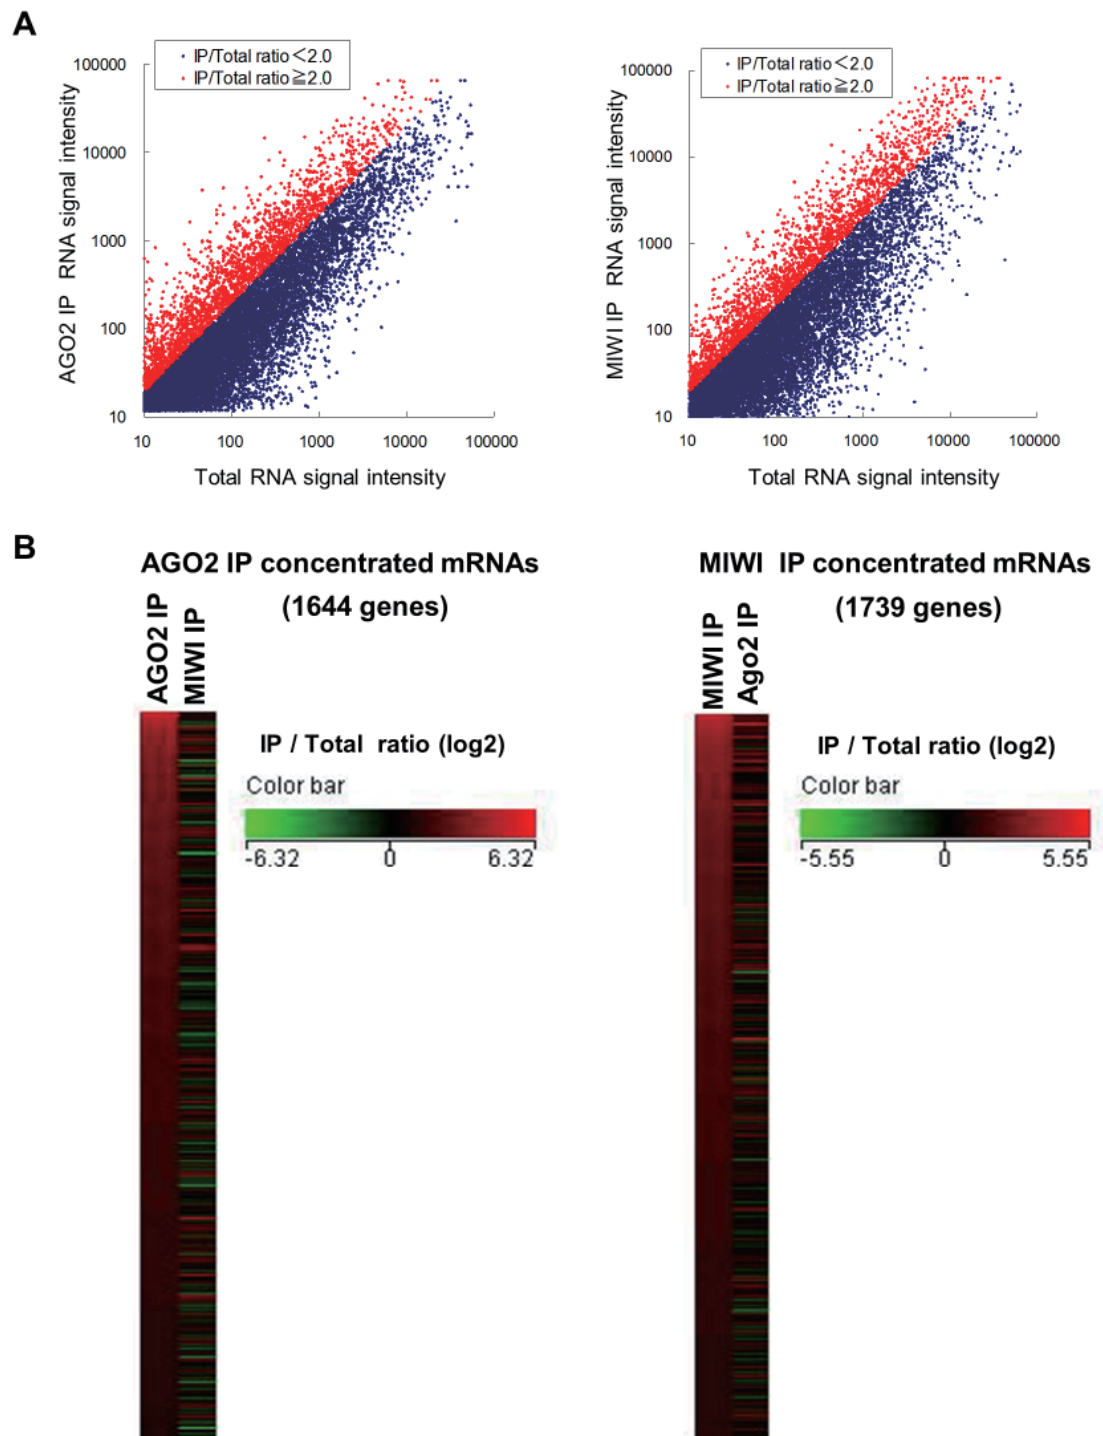 A
IP/Total ratio＜2.0
IP/Total ratio≧2.0
100000
10000
1000
100
10
AGO2 IP RNA signal intensity
10 100 1000 10000 100000
Total RNA signal intensity
IP/Total ratio＜2.0
IP/Total ratio≧2.0
100000
10000
1000
100
10
MIWI IP RNA signal intensity
10 100 1000 10000 100000
Total RNA signal intensity
B
AGO2 IP concentrated mRNAs
(1644 genes)
AGO2 IP
MIWI IP
IP / Total ratio (log2)
Color bar
-6.32 0 6.32
MIWI IP concentrated mRNAs
(1739 genes)
MIWI IP
Ago2 IP
IP / Total ratio (log2)
Color bar
-5.55 0 5.55